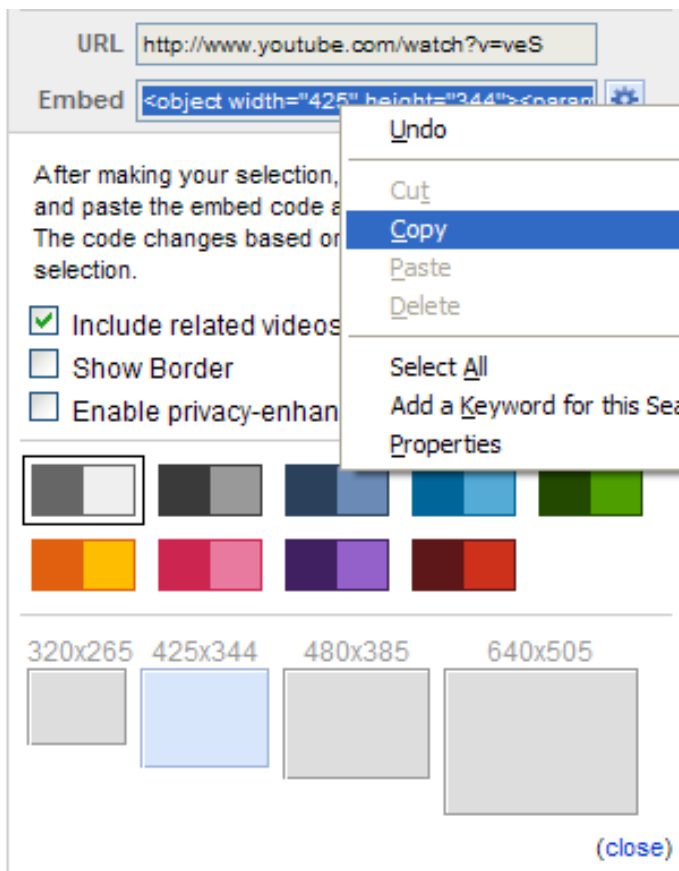 URL http://www.youtube.com/watch?v=veS
Embed <object width="425" height="344"><param
Undo
Cut
Copy
Paste
Delete
Select All
Add a Keyword for this Sea
Properties
After making your selection,
and paste the embed code a
The code changes based on
selection.
Include related videos
Show Border
Enable privacy-enhan
320x265 425x344 480x385 640x505
(close)